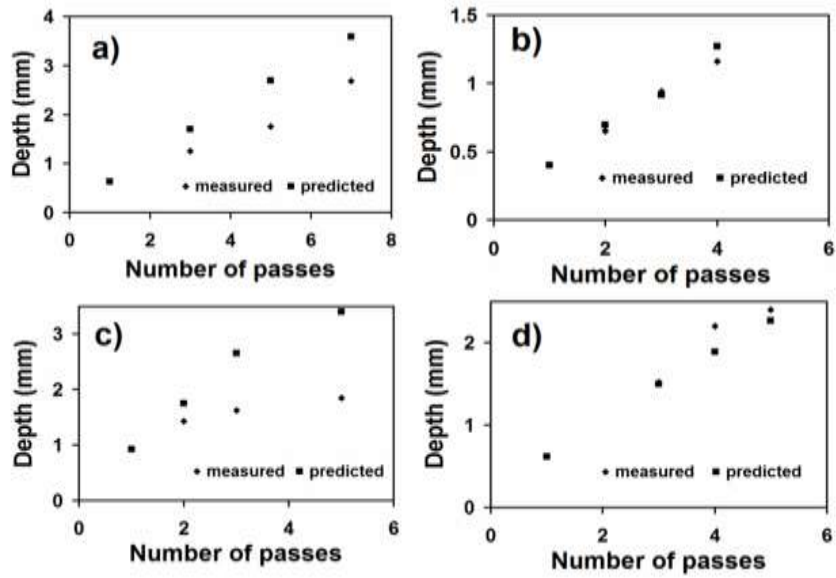 a)
Depth (mm)
4
3
2
1
0
measured predicted
0 2 4 6 8
Number of passes
b)
Depth (mm)
1.5
1
0.5
0
measured predicted
0 2 4 6
Number of passes
c)
Depth (mm)
3
2
1
0
measured predicted
0 2 4 6
Number of passes
d)
Depth (mm)
2
1
0
measured predicted
0 2 4 6
Number of passes